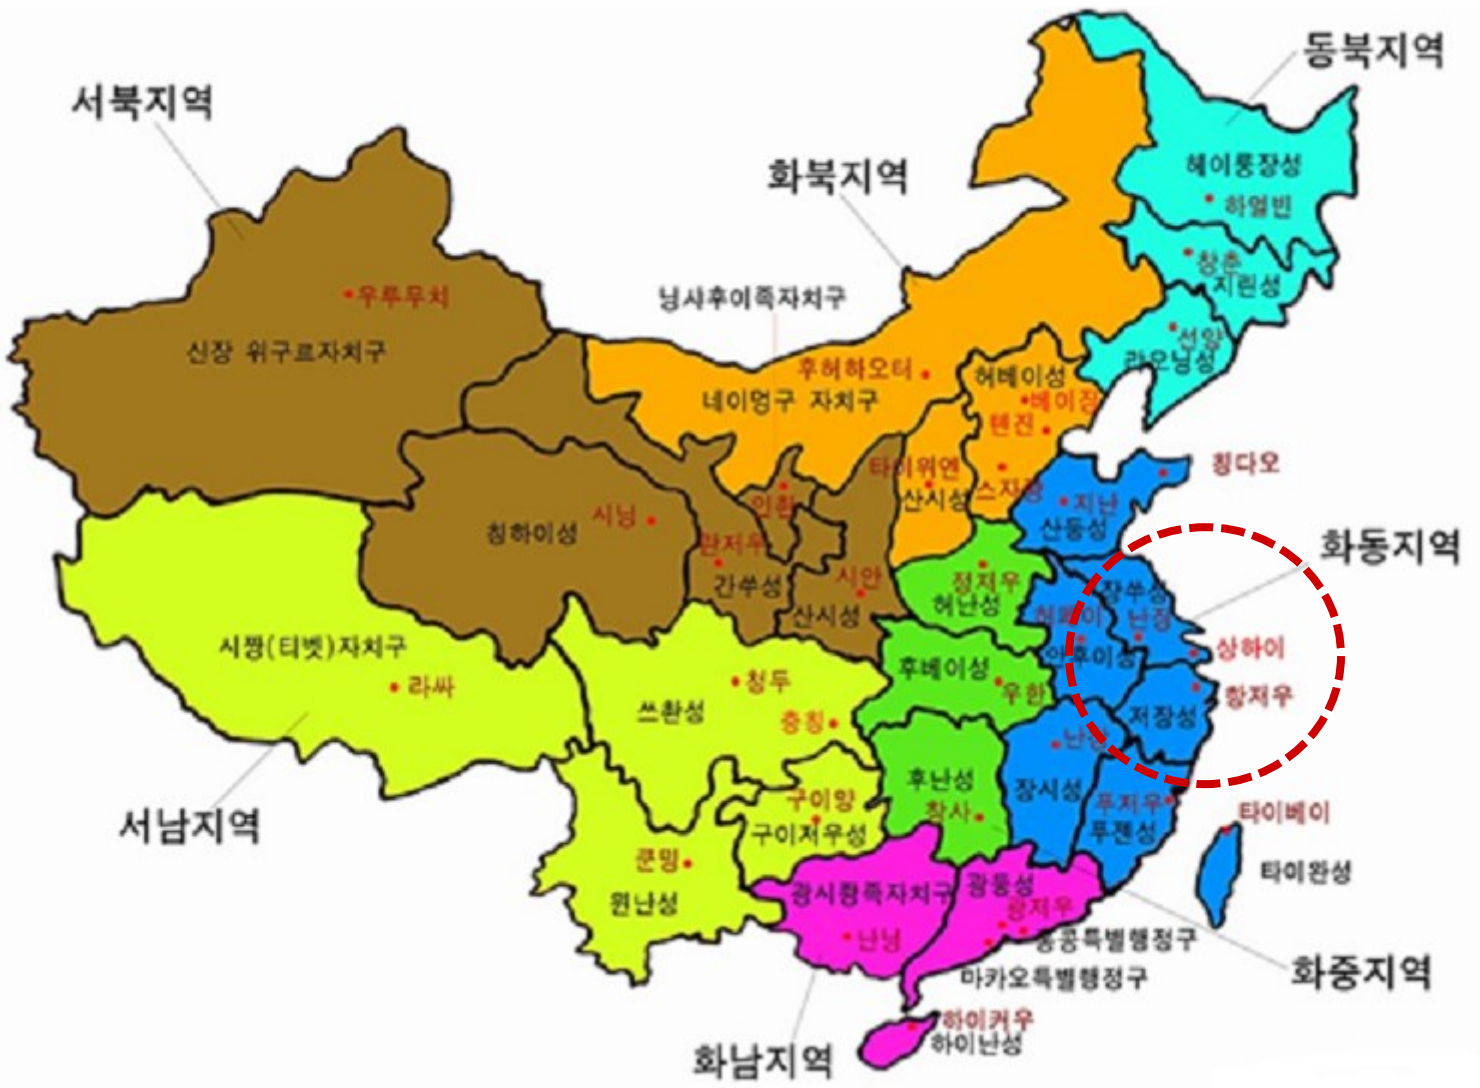 동북지역
서북지역
화북지역
헤이룽장성
하얼빈
창춘
지린성
닝샤후이족자치구
우루무치
선양
랴오닝성
신장 위구르자치구
후허하오터
허베이성
네이멍구 자치구
베이징
톈진
타이위엔
칭다오
스자좡
산시성
인촨
지난
시닝
산둥성
칭하이성
란저우
화동지역
정저우
시안
간쑤성
장쑤성
허난성
산시성
허페이
난징
시짱(티벳)자치구
상하이
안후이성
후베이성
라싸
청두
우한
항저우
쓰촨성
저장성
충칭
난창
후난성
장시성
구이양
푸저우
창사
타이베이
서남지역
구이저우성
푸젠성
쿤밍
타이완성
광시좡족자치구
광둥성
윈난성
광저우
난닝
홍콩특별행정구
화중지역
마카오특별행정구
하이커우
하이난성
화남지역